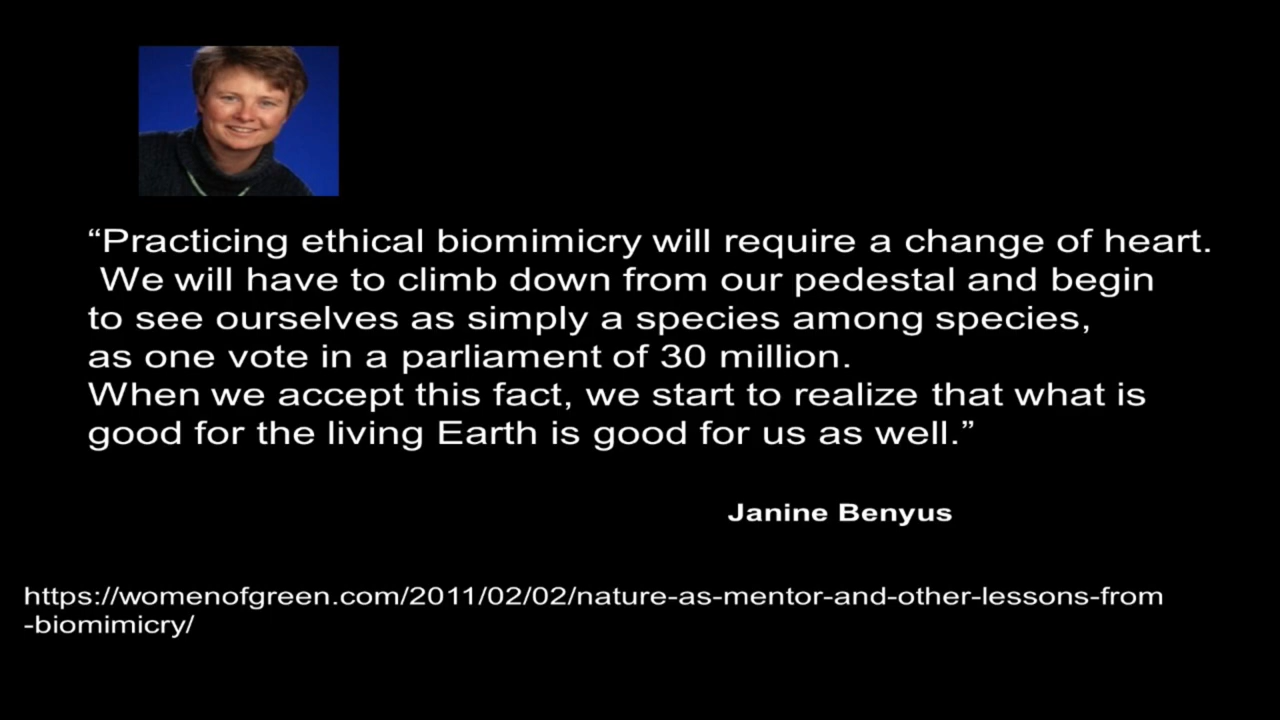 “Practicing ethical biomimicry will require a change of heart.
We will have to climb down from our pedestal and begin
to see ourselves as simply a species among species,
as one vote in a parliament of 30 million.
When we accept this fact, we start to realize that what is
good for the living Earth is good for us as well.”
Janine Benyus
https://womenofgreen.com/2011/02/02/nature-as-mentor-and-other-lessons-from
-biomimicry/